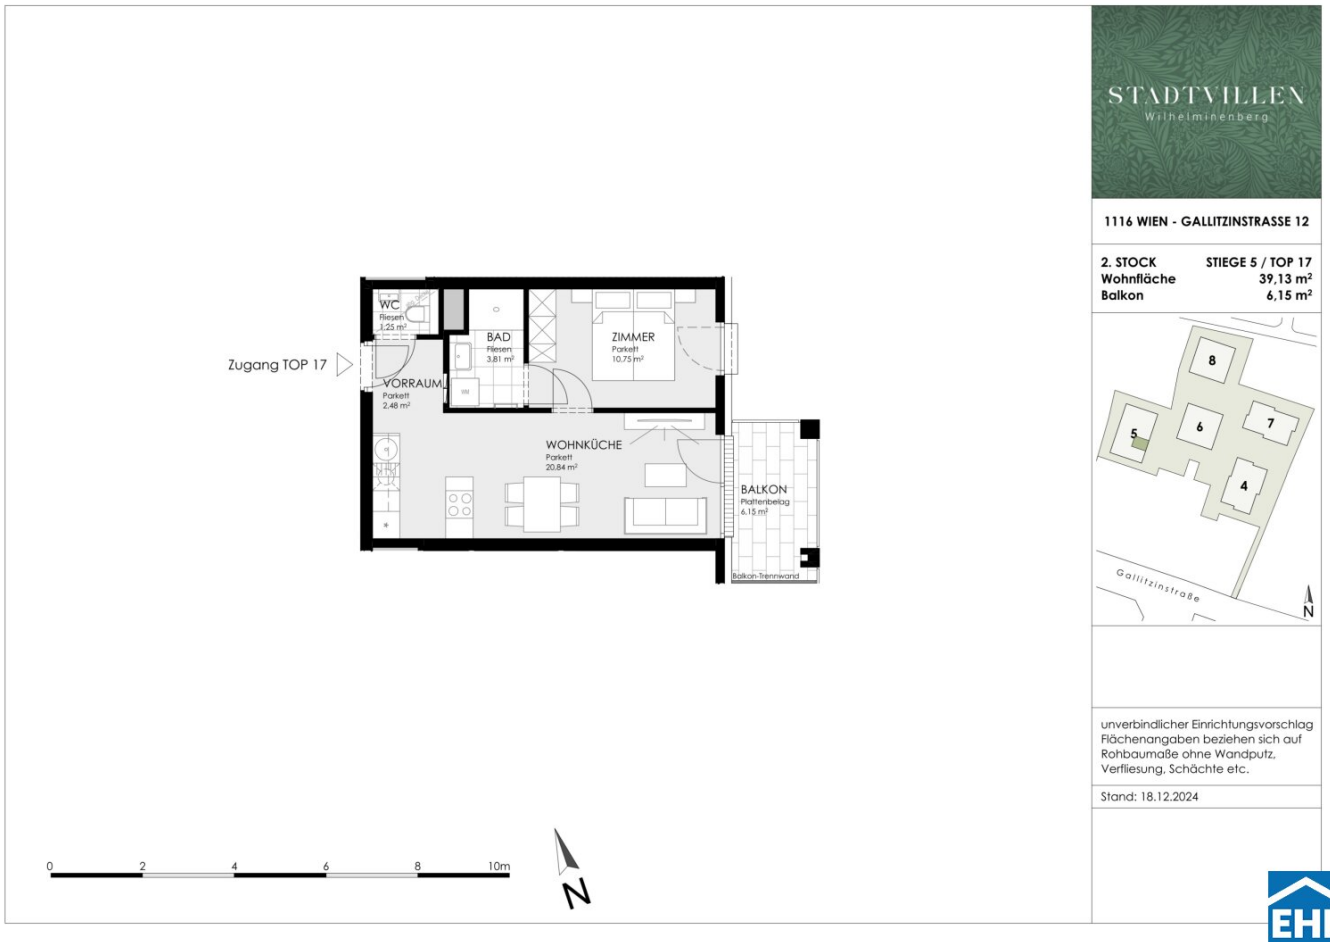 STADTVILLEN
Wilhelminenberg
1116 WIEN - GALLITZINSTRASSE 12
2. STOCK STIEGE 5 / TOP 17
Wohnfläche 39,13 m²
Balkon 6,15 m²
8
5
6
7
4
Gallitzinstraße
N
unverbindlicher Einrichtungsvorschlag
Flächenangaben beziehen sich auf
Rohbaumaße ohne Wandputz,
Verfliesung, Schächte etc.
Stand: 18.12.2024
EHL
Zugang TOP 17
WC
Fliesen
1.25 m²
BAD
Fliesen
3.81 m²
ZIMMER
Parkett
10.75 m²
VORRAUM
Parkett
2.48 m²
WOHNKÜCHE
Parkett
20.84 m²
BALKON
Plattenbelag
6.15 m²
Balkon-Trennwand
0 2 4 6 8 10m
N